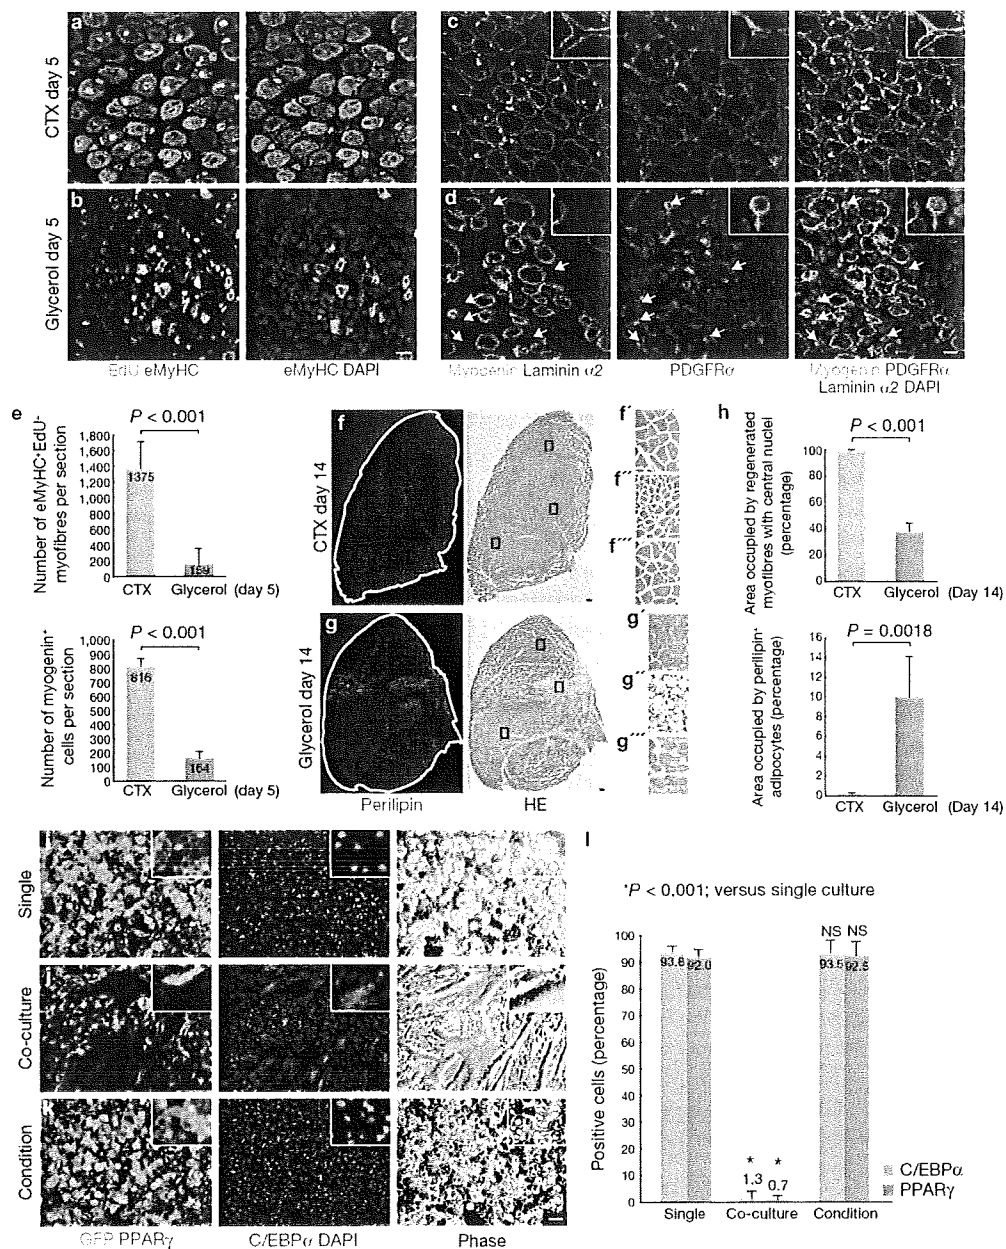 a
c
CTX day 5
b
d
Glycerol day 5
EdU eMyHC
eMyHC DAPI
Myogenin Laminin α2
PDGFRα
Myogenin PDGFRα
Laminin α2 DAPI
e
P < 0.001
Number of eMyHC⁺EdU⁻
myofibres per section
1,800
1,600
1,400
1,200
1,000
800
600
400
200
0
1375
159
CTX Glycerol (day 5)
P < 0.001
Number of myogenin⁺
cells per section
1,000
900
800
700
600
500
400
300
200
100
0
816
164
CTX Glycerol (day 5)
f
CTX day 14
f´
f´´
f´´´
g
Glycerol day 14
g´
g´´
g´´´
Perilipin
HE
h
P < 0.001
Area occupied by regenerated
myofibres with central nuclei
(percentage)
100
80
60
40
20
0
CTX Glycerol (Day 14)
P = 0.0018
Area occupied by perilipin⁺
adipocytes (percentage)
16
14
12
10
8
6
4
2
0
CTX Glycerol (Day 14)
Single
Co-culture
Condition
GFP PPARγ
C/EBPα DAPI
Phase
l
*P < 0.001; versus single culture
Positive cells (percentage)
100
90
80
70
60
50
40
30
20
10
0
93.6
92.0
*
*
1.3
0.7
NS
NS
93.5
92.5
Single
Co-culture
Condition
C/EBPα
PPARγ